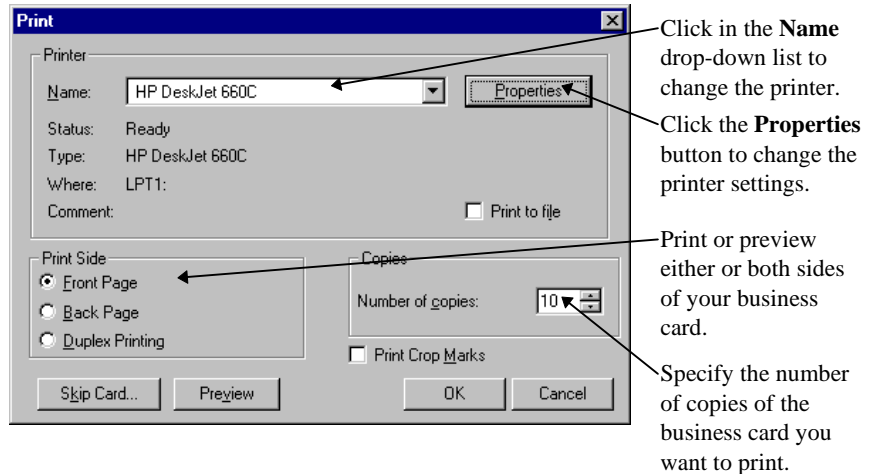 Print
Printer
Name: HP DeskJet 660C Properties
Status: Ready
Type: HP DeskJet 660C
Where: LPT1:
Comment: Print to file
Print Side
Front Page
Back Page
Duplex Printing
Copies
Number of copies: 10
Print Crop Marks
Skip Card... Preview OK Cancel
Click in the Name
drop-down list to
change the printer.
Click the Properties
button to change the
printer settings.
Print or preview
either or both sides
of your business
card.
Specify the number
of copies of the
business card you
want to print.